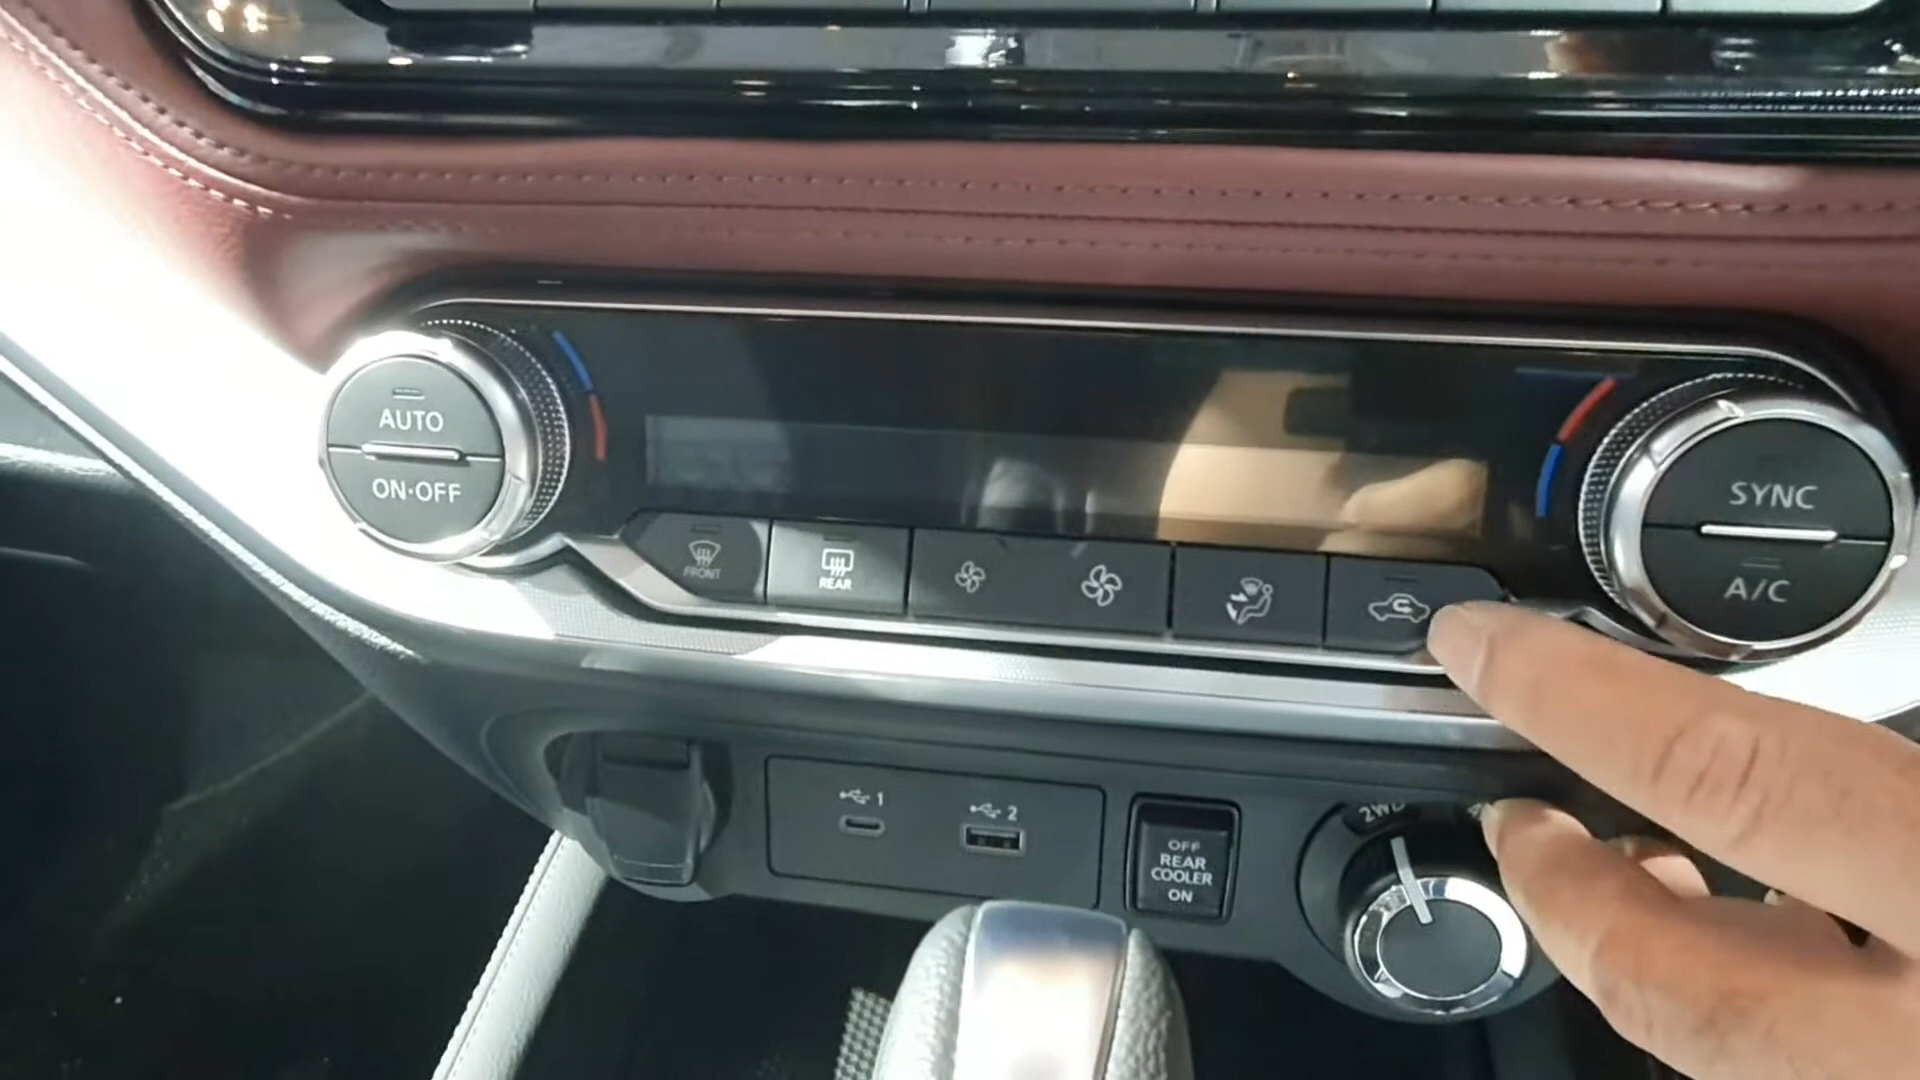 AUTO
ON·OFF
SYNC
A/C
FRONT
REAR
1
2
OFF
REAR
COOLER
ON
2WD